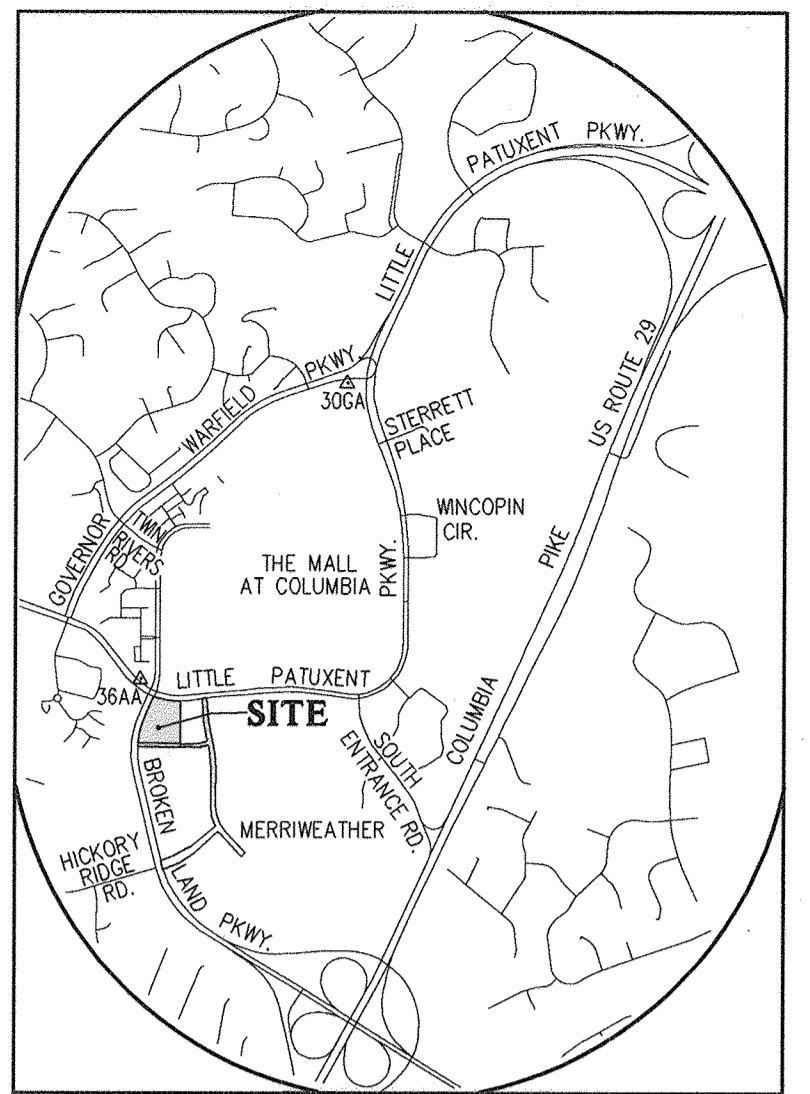 PATUXENT PKWY.
LITTLE
US ROUTE 29
WARFIELD PKWY.
30GA
STERRETT
PLACE
WINCOPIN
CIR.
GOVERNOR
TWIN
RIVERS
RD.
THE MALL
AT COLUMBIA
PKWY.
PIKE
36AA
LITTLE PATUXENT
SITE
COLUMBIA
SOUTH
ENTRANCE RD.
BROKEN
MERRIWEATHER
HICKORY
RIDGE
RD.
LAND
PKWY.